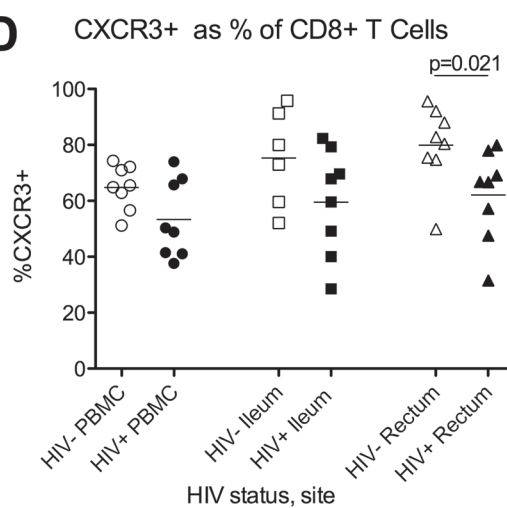 D
CXCR3+ as % of CD8+ T Cells
p=0.021
%CXCR3+
100
80
60
40
20
0
HIV- PBMC
HIV+ PBMC
HIV- Ileum
HIV+ Ileum
HIV- Rectum
HIV+ Rectum
HIV status, site